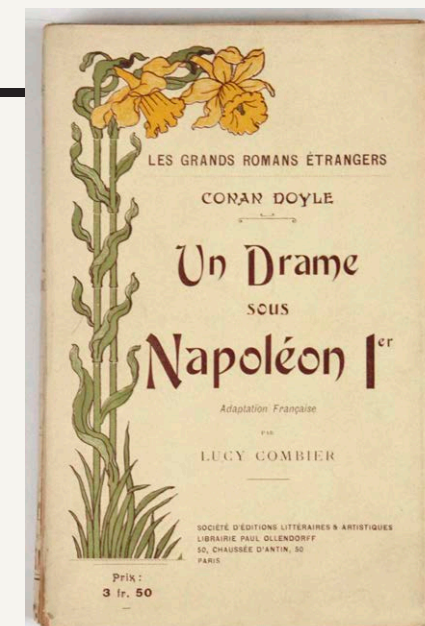 LES GRANDS ROMANS ÉTRANGERS
CONAN DOYLE
Un Drame
sous
Napoléon 1er
Adaptation Française
PAR
LUCY COMBIER
SOCIÉTÉ D'ÉDITIONS LITTÉRAIRES & ARTISTIQUES
LIBRAIRIE PAUL OLLENDORFF
50, CHAUSSÉE D'ANTIN, 50
PARIS
Prix :
3 fr. 50